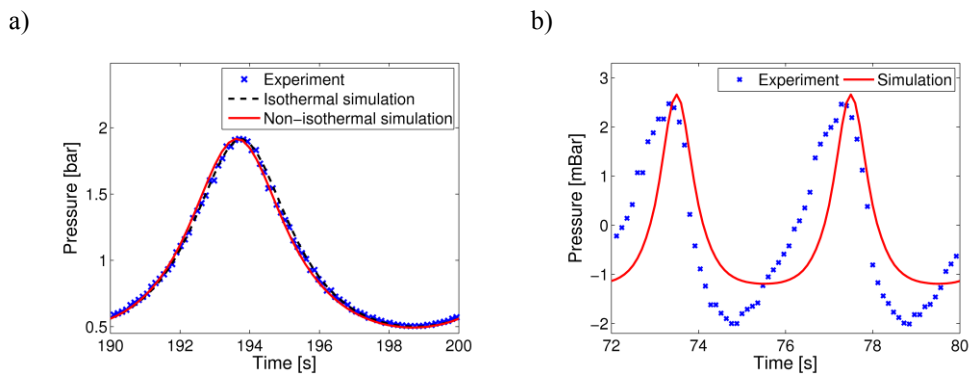 a)
b)
Experiment
Isothermal simulation
Non-isothermal simulation
Pressure [bar]
2
1.5
1
0.5
190 192 194 196 198 200
Time [s]
Experiment Simulation
Pressure [mBar]
3
2
1
0
−1
−2
72 74 76 78 80
Time [s]